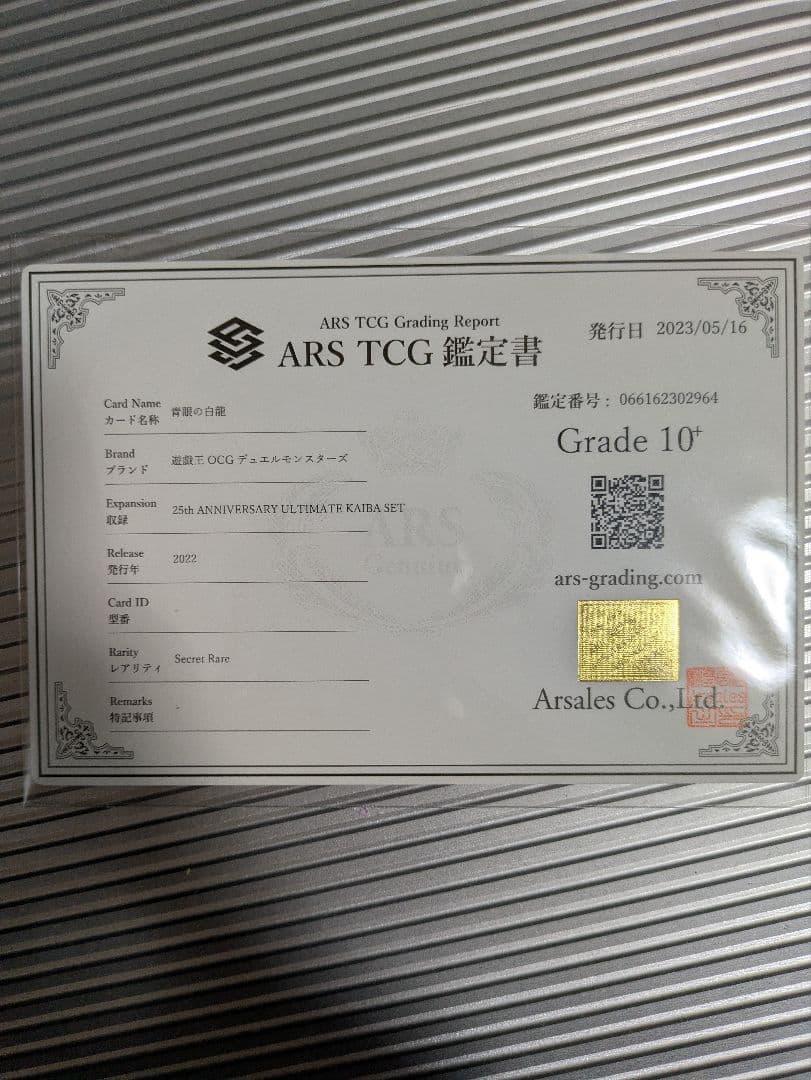 ARS TCG Grading Report
ARS TCG 鑑定書
発行日 2023/05/16
鑑定番号: 066162302964
Grade 10+
ars-grading.com
Arsales Co.,Ltd.
Card Name
カード名称
青眼の白龍
Brand
ブランド
遊戯王 OCG デュエルモンスターズ
Expansion
収録
25th ANNIVERSARY ULTIMATE KAIBA SET
Release
発行年
2022
Card ID
型番
Rarity
レアリティ
Secret Rare
Remarks
特記事項
ARS
Genuine